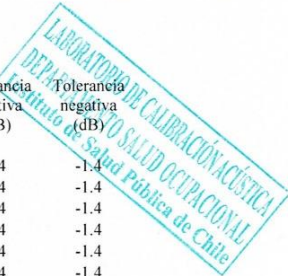 LABORATORIO DE CALIBRACIÓN ACÚSTICA
DEPARTAMENTO SALUD OCUPACIONAL
Instituto de Salud Pública de Chile
ancia Tolerancia
tiva negativa
B) (dB)
4 -1.4
4 -1.4
4 -1.4
4 -1.4
4 -1.4
4 -1.4